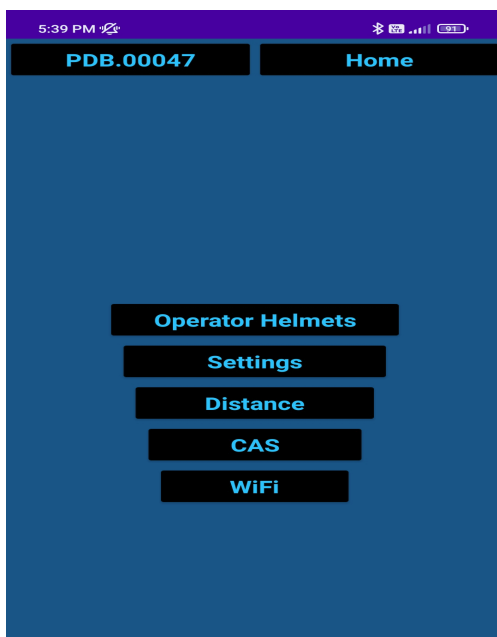 5:39 PM
91
PDB.00047
Home
Operator Helmets
Settings
Distance
CAS
WiFi